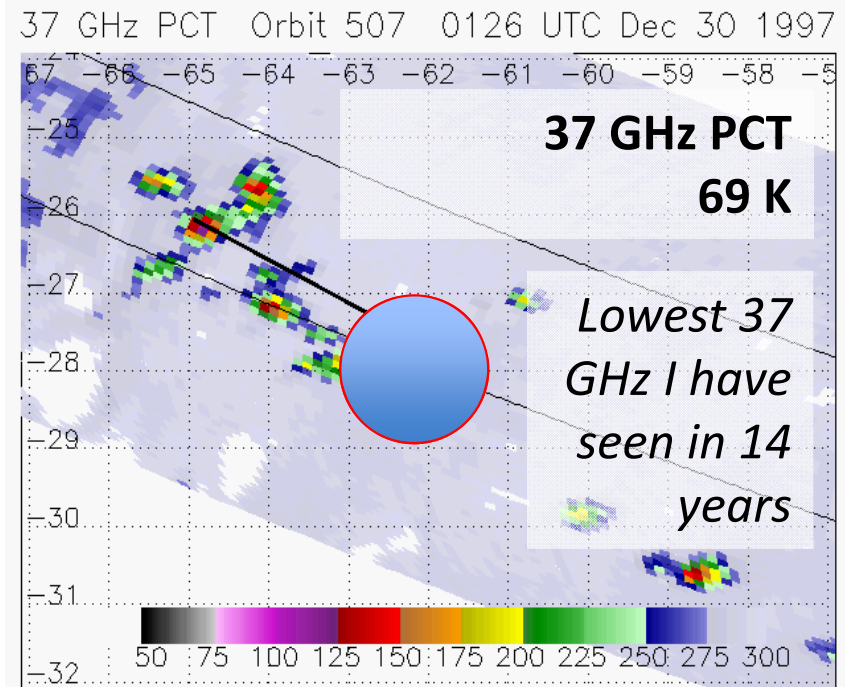 37 GHz PCT Orbit 507 0126 UTC Dec 30 1997
-24
67 -66 -65 -64 -63 -62 -61 -60 -59 -58 -5
37 GHz PCT
-25
69 K
-26
-27
Lowest 37
-28
GHz I have
-29
seen in 14
-30
years
-31
50 75 100 125 150 175 200 225 250 275 300
-32